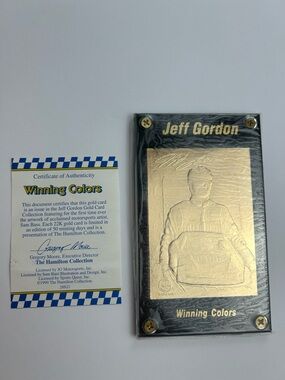 Certificate of Authenticity
Winning Colors
This document certifies that this gold card
is an issue in the Jeff Gordon Gold Card
Collection featuring for the first time ever
the artwork of acclaimed motorsports artist,
Sam Bass. Each 22K gold card is limited in
an edition of 50 minting days and is a
presentation of The Hamilton Collection.
Gregory Moore, Executive Director
The Hamilton Collection
Licensed by JG Motorsports, Inc.
Licensed by Sam Bass Illustration and Design, Inc.
Licensed by Sports Quest, Inc.
©1999 The Hamilton Collection
Jeff Gordon
Winning Colors